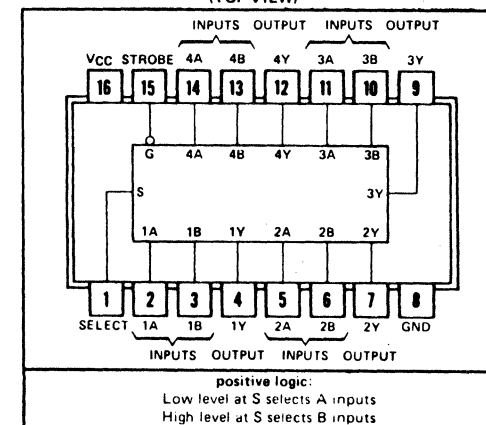 INPUTS OUTPUT INPUTS OUTPUT
VCC STROBE 4A 4B 4Y 3A 3B 3Y
16 15 14 13 12 11 10 9
G 4A 4B 4Y 3A 3B
S 3Y
1A 1B 1Y 2A 2B 2Y
1 2 3 4 5 6 7 8
SELECT 1A 1B 1Y 2A 2B 2Y GND
INPUTS OUTPUT INPUTS OUTPUT
positive logic:
Low level at S selects A inputs
High level at S selects B inputs